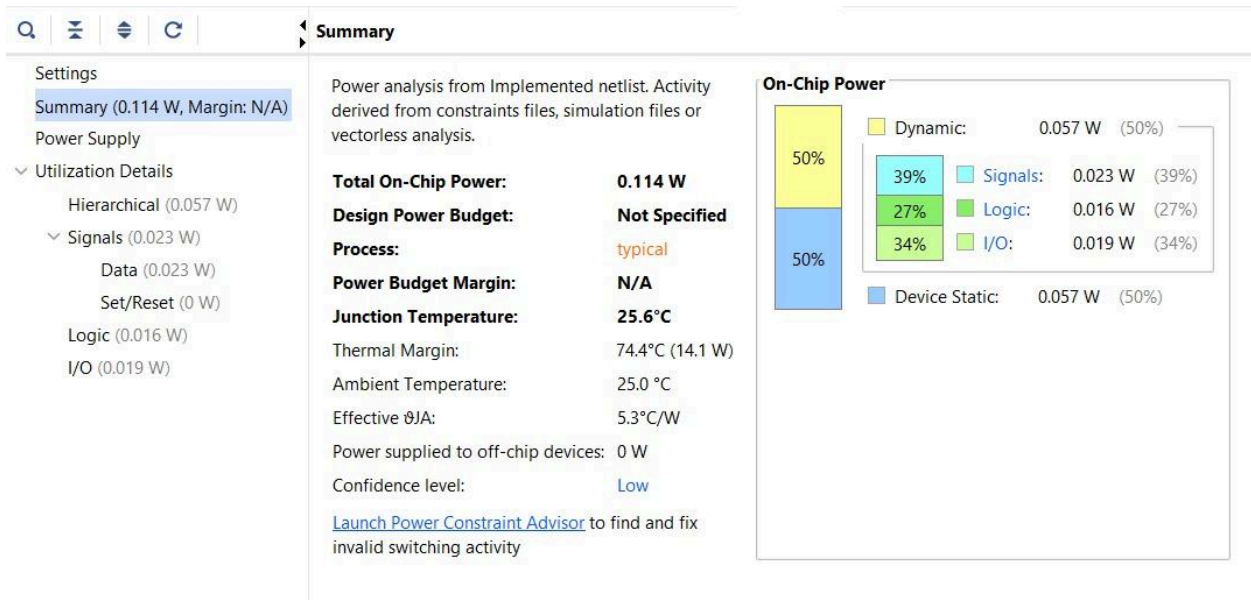 Summary
Settings
Summary (0.114 W, Margin: N/A)
Power Supply
Utilization Details
Hierarchical (0.057 W)
Signals (0.023 W)
Data (0.023 W)
Set/Reset (0 W)
Logic (0.016 W)
I/O (0.019 W)
Power analysis from Implemented netlist. Activity
derived from constraints files, simulation files or
vectorless analysis.
Total On-Chip Power: 0.114 W
Design Power Budget: Not Specified
Process: typical
Power Budget Margin: N/A
Junction Temperature: 25.6°C
Thermal Margin: 74.4°C (14.1 W)
Ambient Temperature: 25.0 °C
Effective ϑJA: 5.3°C/W
Power supplied to off-chip devices: 0 W
Confidence level: Low
Launch Power Constraint Advisor to find and fix
invalid switching activity
On-Chip Power
50%
50%
Dynamic: 0.057 W (50%)
39% Signals: 0.023 W (39%)
27% Logic: 0.016 W (27%)
34% I/O: 0.019 W (34%)
Device Static: 0.057 W (50%)